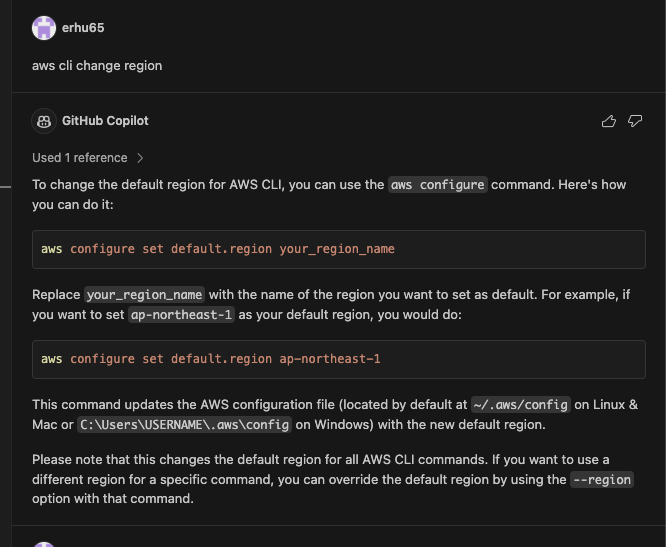 erhu65
aws cli change region
GitHub Copilot
Used 1 reference
To change the default region for AWS CLI, you can use the aws configure command. Here's how
you can do it:
aws configure set default.region your_region_name
Replace your_region_name with the name of the region you want to set as default. For example, if
you want to set ap-northeast-1 as your default region, you would do:
aws configure set default.region ap-northeast-1
This command updates the AWS configuration file (located by default at ~/.aws/config on Linux &
Mac or C:\Users\USERNAME\.aws\config on Windows) with the new default region.
Please note that this changes the default region for all AWS CLI commands. If you want to use a
different region for a specific command, you can override the default region by using the --region
option with that command.